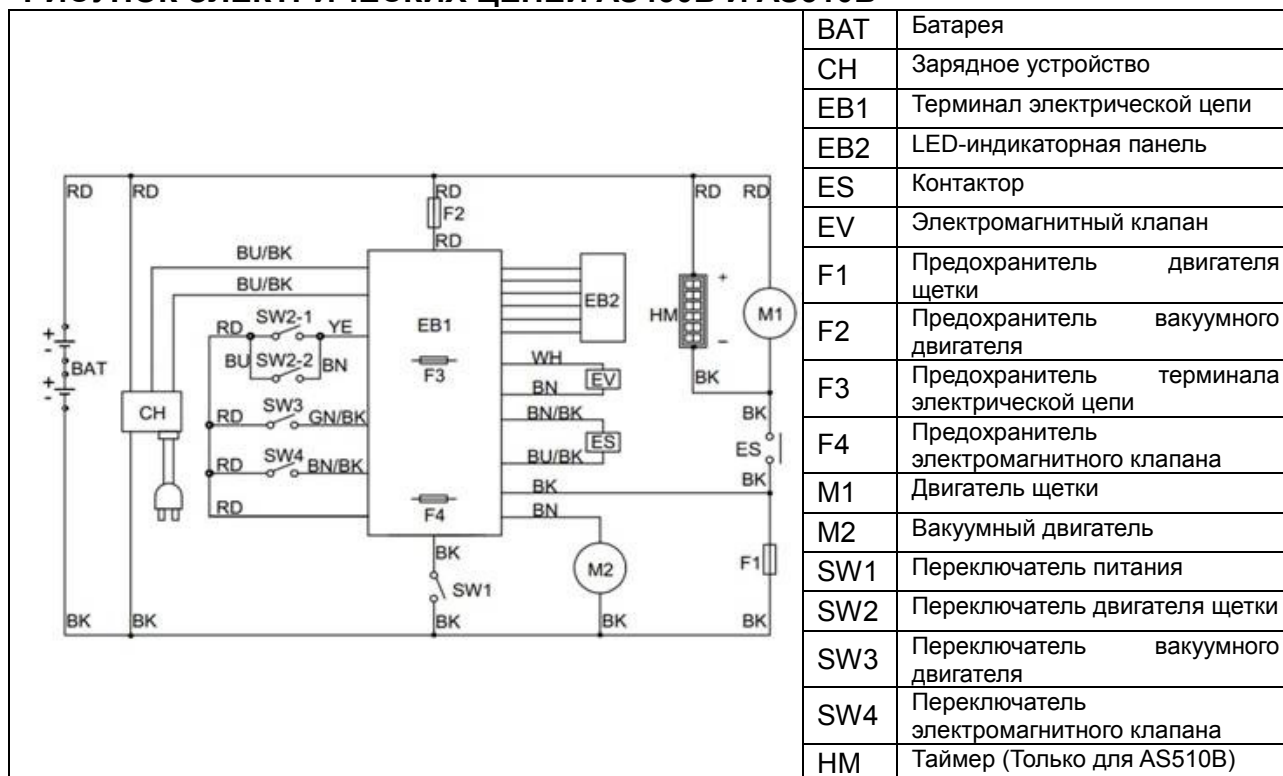 РИСУНОК ЭЛЕКТРИЧЕСКИХ ЦЕПЕЙ AS430B И AS510B
RD RD RD RD RD
F2
RD
BU/BK
BU/BK
RD SW2-1 YE
BU SW2-2 BN
RD SW3 GN/BK
RD SW4 BN/BK
RD
EB1
F3
F4
EB2
WH
EV
BN
BN/BK
ES
BU/BK
BK
BN
HM
+
−
BK
M1
BK
ES
BK
F1
M2
+
-
BAT
+
-
CH
BK
SW1
BK BK BK BK BK
BAT Батарея
CH Зарядное устройство
EB1 Терминал электрической цепи
EB2 LED-индикаторная панель
ES Контактор
EV Электромагнитный клапан
F1 Предохранитель двигателя
щетки
F2 Предохранитель вакуумного
двигателя
F3 Предохранитель терминала
электрической цепи
F4 Предохранитель
электромагнитного клапана
M1 Двигатель щетки
M2 Вакуумный двигатель
SW1 Переключатель питания
SW2 Переключатель двигателя щетки
SW3 Переключатель вакуумного
двигателя
SW4 Переключатель
электромагнитного клапана
HM Таймер (Только для AS510B)